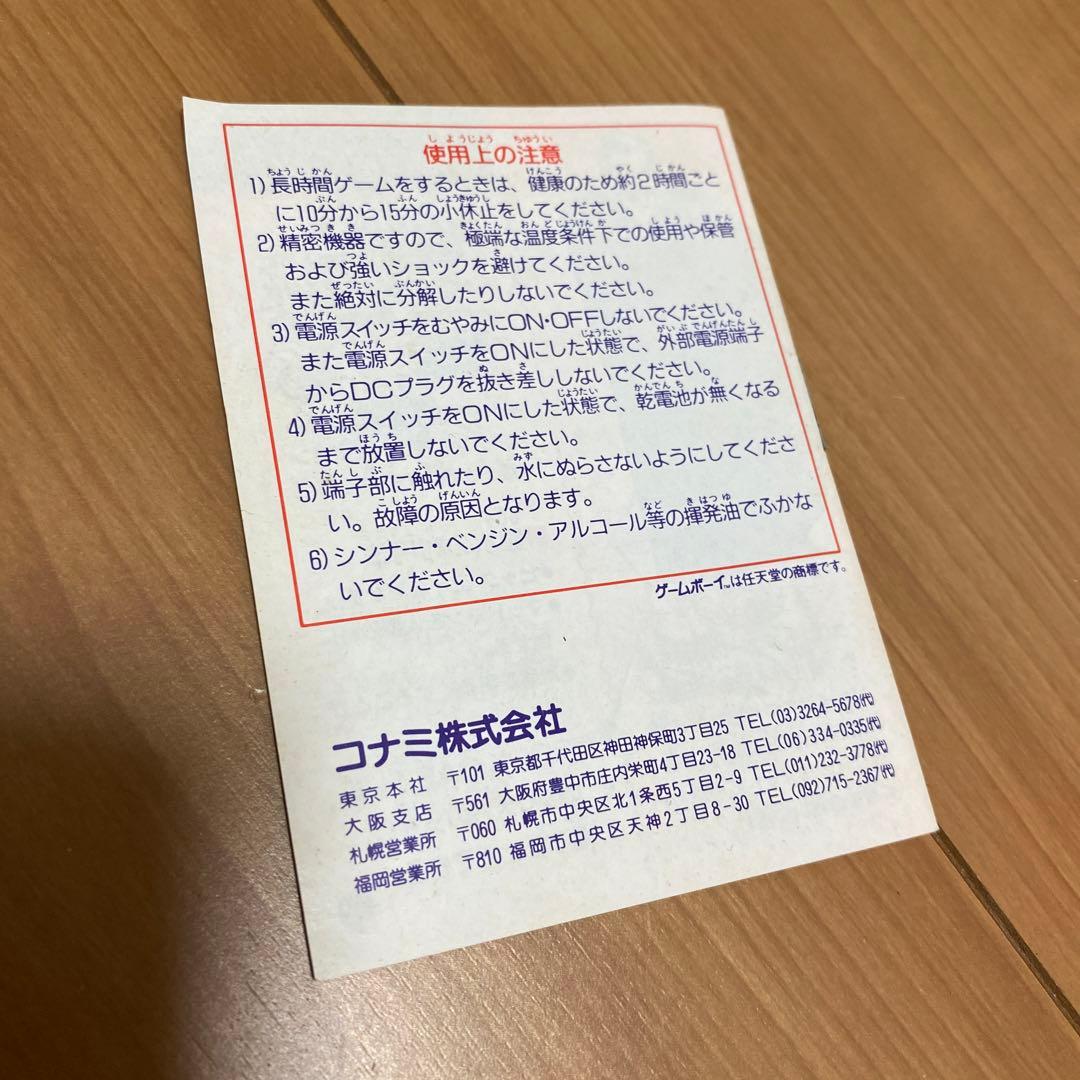 使用上の注意
1) 長時間ゲームをするときは、健康のため約2時間ごと
に10分から15分の小休止をしてください。
2) 精密機器ですので、極端な温度条件下での使用や保管
および強いショックを避けてください。
また絶対に分解したりしないでください。
3) 電源スイッチをむやみにON・OFFしないでください。
また電源スイッチをONにした状態で、外部電源端子
からDCプラグを抜き差ししないでください。
4) 電源スイッチをONにした状態で、乾電池が無くなる
まで放置しないでください。
5) 端子部に触れたり、水にぬらさないようにしてくださ
い。故障の原因となります。
6) シンナー・ベンジン・アルコール等の揮発油でふかな
いでください。
ゲームボーイ™は任天堂の商標です。
コナミ株式会社
東京本社 〒101 東京都千代田区神田神保町3丁目25 TEL(03)3264-5678(代)
大阪支店 〒561 大阪府豊中市庄内栄町4丁目23-18 TEL(06)334-0335(代)
札幌営業所 〒060 札幌市中央区北1条西5丁目2-9 TEL(011)232-3778(代)
福岡営業所 〒810 福岡市中央区天神2丁目8-30 TEL(092)715-2367(代)